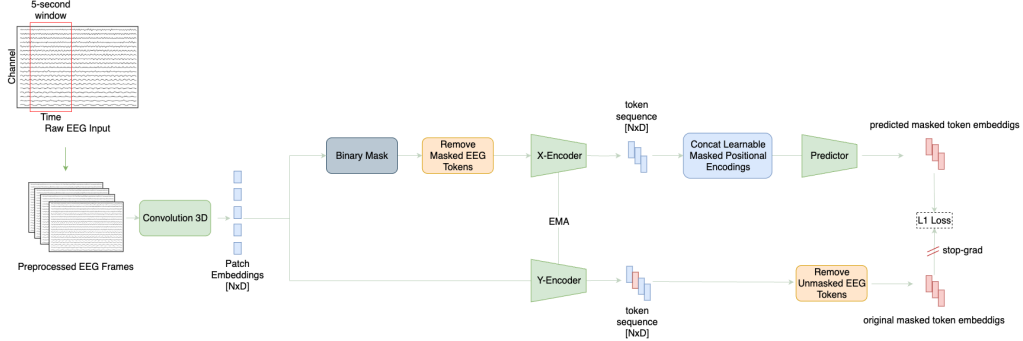 5-second
window
Channel
Time
Raw EEG Input
Preprocessed EEG Frames
Convolution 3D
Patch
Embeddings
[NxD]
Binary Mask
Remove
Masked EEG
Tokens
X-Encoder
token
sequence
[NxD]
Concat Learnable
Masked Positional
Encodings
Predictor
predicted masked token embeddigs
EMA
L1 Loss
stop-grad
Y-Encoder
token
sequence
[NxD]
Remove
Unmasked EEG
Tokens
original masked token embeddigs